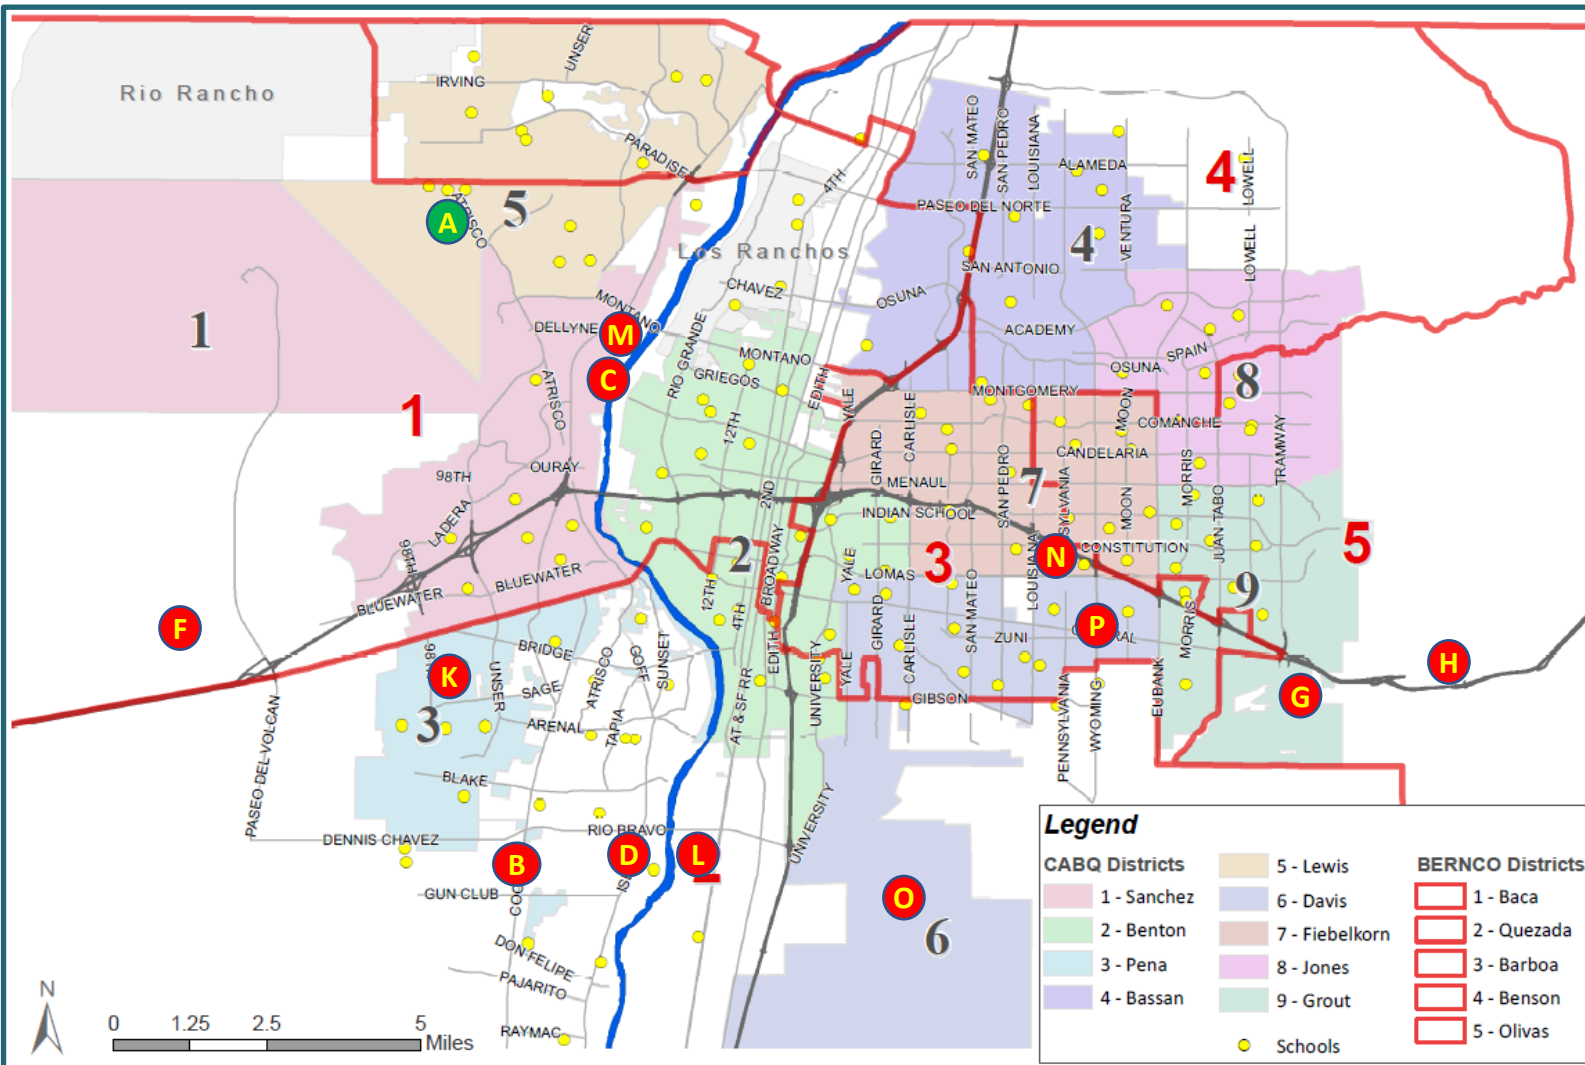 UNSER
IRVING
Rio Rancho
PARADISE
ATRISCO
A
5
4TH
Los Ranchos
SAN MATEO
SAN PEDRO
LOUISIANA
ALAMEDA
4
LOWELL
PASEO DEL NORTE
VENTURA
4
LOWELL
SAN ANTONIO
CHAVEZ
OSUNA
MONTANO
DELLYNE
M
1
RIO GRANDE
ACADEMY
SPAIN
OSUNA
MONTANO
GRIEGOS
C
EDITH
YALE
MONTGOMERY
8
1
ATRISCO
12TH
GIRARD
CARLISLE
MOON
COMANCHE
CANDELARIA
TRAMWAY
OURAY
98TH
MENAUL
SAN PEDRO
7
MORRIS
2ND
LADERA
INDIAN SCHOOL
SYLVANIA
MOON
JUAN TABO
98TH
2
BROADWAY
YALE
LOMAS
3
LOUISIANA
N
CONSTITUTION
5
BLUEWATER
BLUEWATER
12TH
4TH
GIRARD
CARLISLE
SAN MATEO
9
MORRIS
F
ZUNI
P
BRIDGE
GOFF
SUNSET
EDITH
98T
K
UNSER
SAGE
ATRISCO
H
G
GIBSON
3
ARENAL
TAPIA
AT & SF RR
UNIVERSITY
YALE
PENNSYLVANIA
WYOMING
EUBANK
PASEO DEL VOLCAN
BLAKE
DENNIS CHAVEZ
RIO BRAVO
UNIVERSITY
B
D
L
GUN CLUB
COO
ISL
O
6
DON FELIPE
PAJARITO
RAYMAC
N
0 1.25 2.5 5
Miles
Legend
CABQ Districts
1 - Sanchez
2 - Benton
3 - Pena
4 - Bassan
5 - Lewis
6 - Davis
7 - Fiebelkorn
8 - Jones
9 - Grout
Schools
BERNCO Districts
1 - Baca
2 - Quezada
3 - Barboa
4 - Benson
5 - Olivas